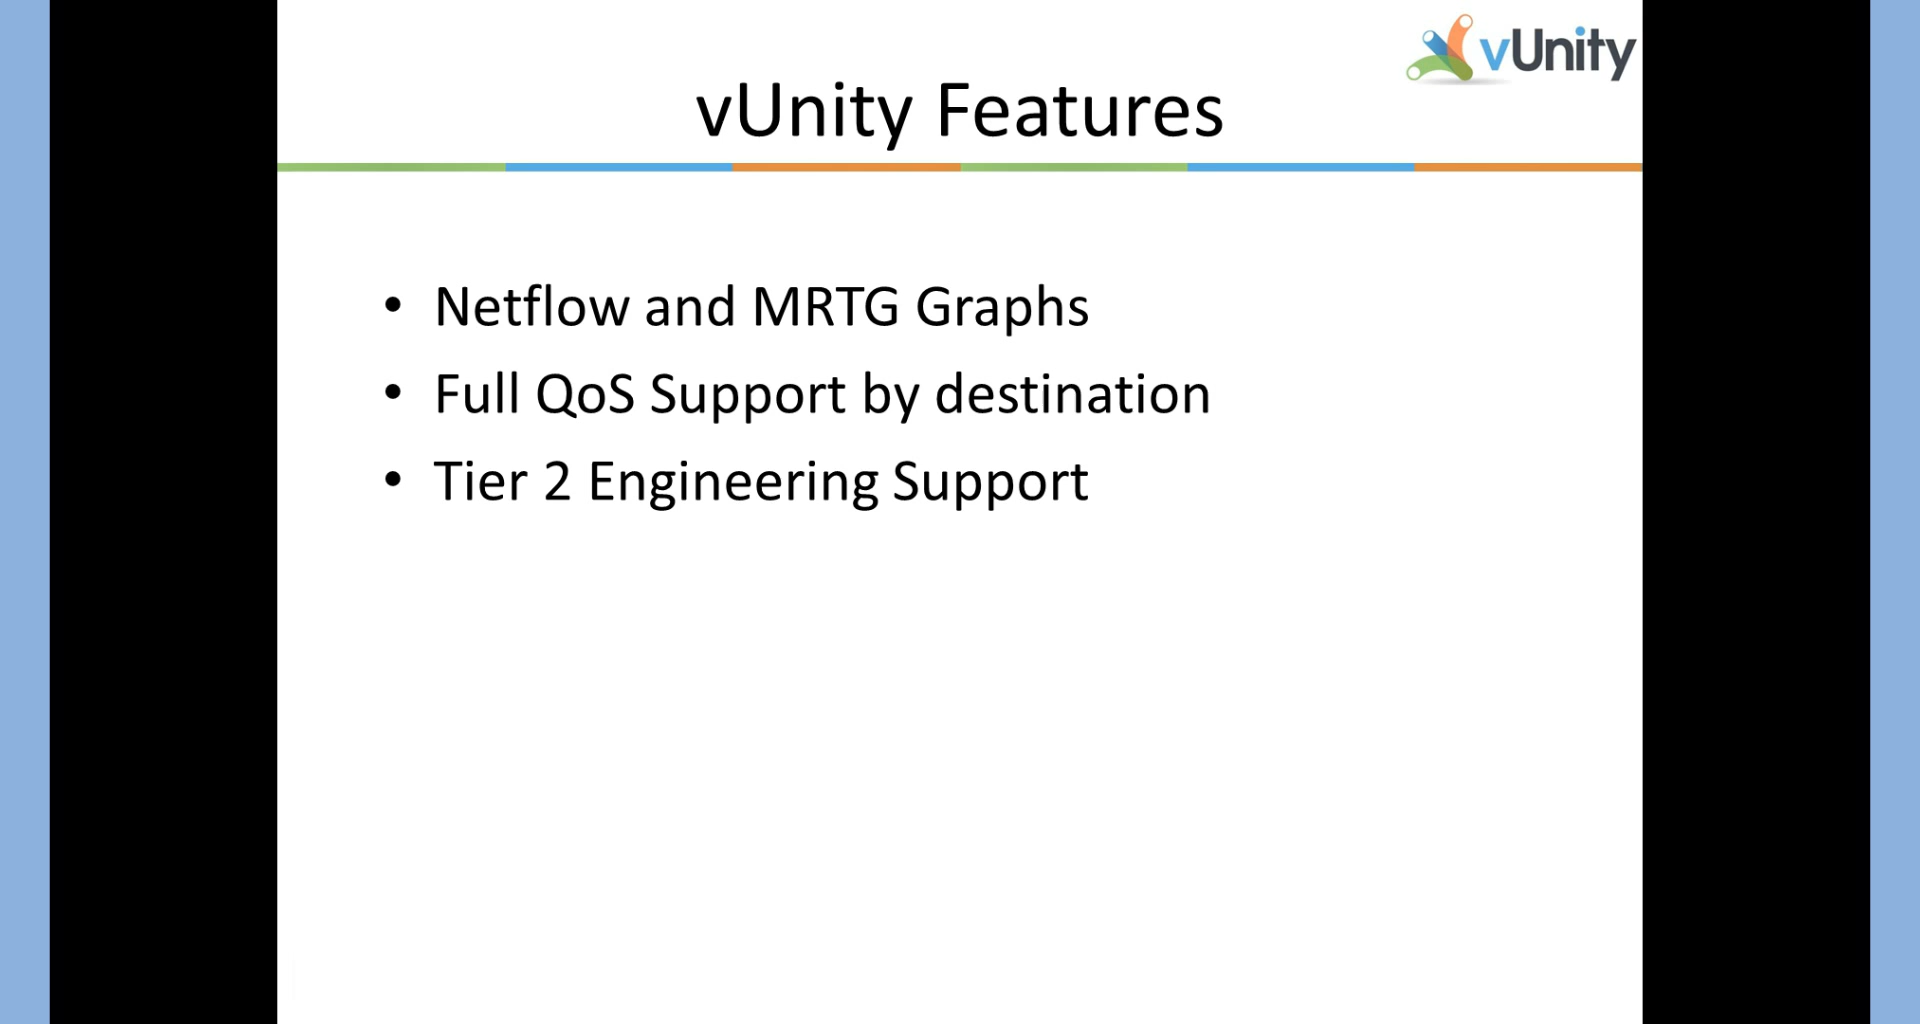 vUnity
vUnity Features
• Netflow and MRTG Graphs
• Full QoS Support by destination
• Tier 2 Engineering Support